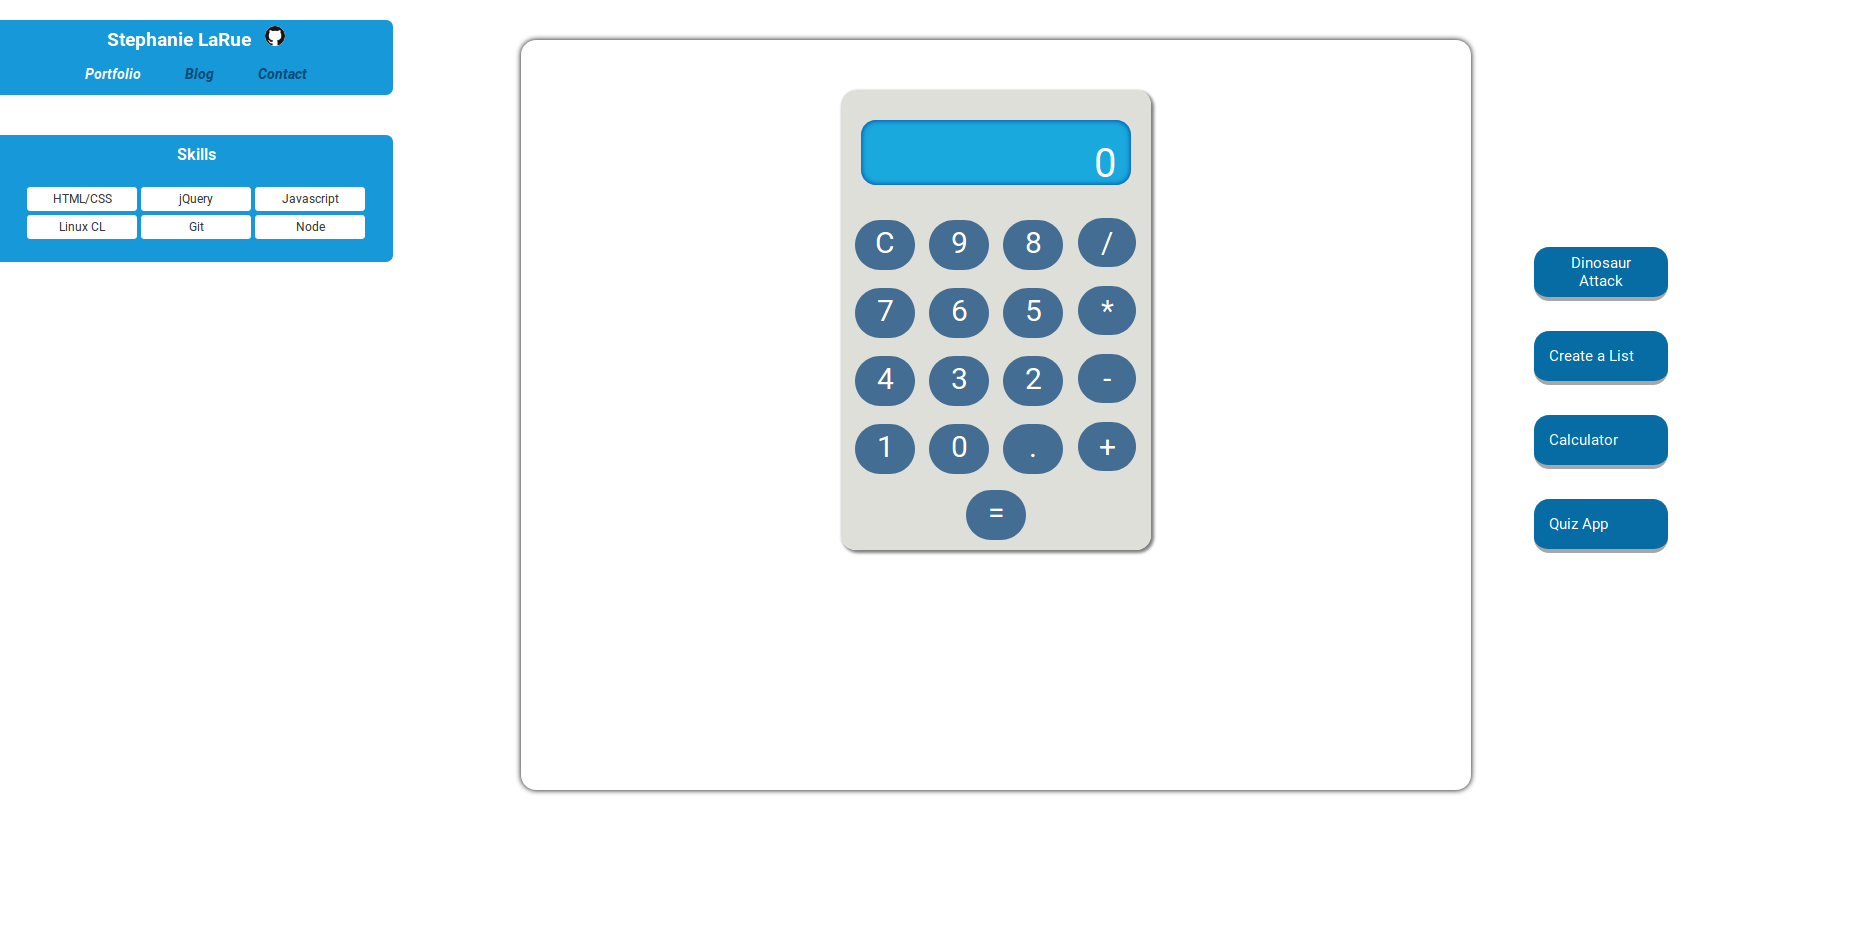 Stephanie LaRue
Portfolio Blog Contact
Skills
HTML/CSS jQuery Javascript
Linux CL Git Node
0
C 9 8 /
7 6 5 *
4 3 2 -
1 0 . +
=
Dinosaur
Attack
Create a List
Calculator
Quiz App